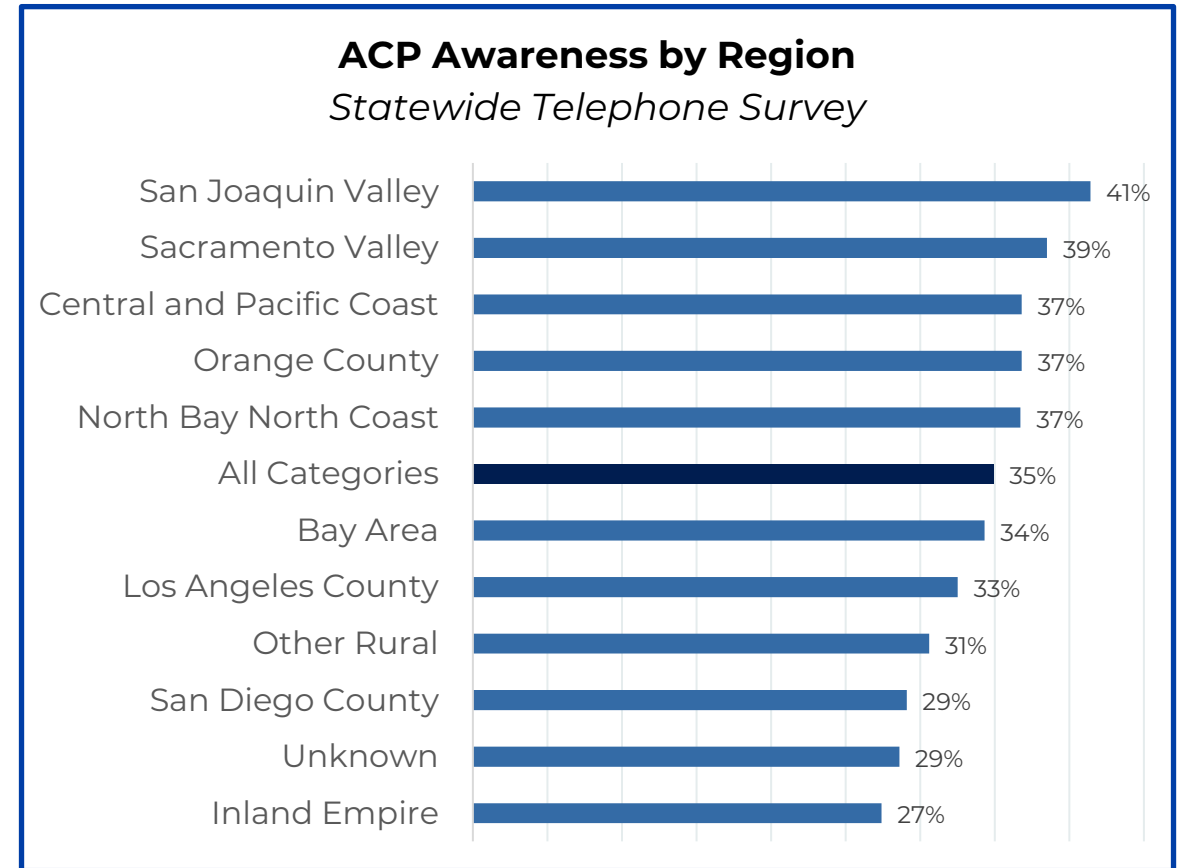 ACP Awareness by Region
Statewide Telephone Survey
San Joaquin Valley 41%
Sacramento Valley 39%
Central and Pacific Coast 37%
Orange County 37%
North Bay North Coast 37%
All Categories 35%
Bay Area 34%
Los Angeles County 33%
Other Rural 31%
San Diego County 29%
Unknown 29%
Inland Empire 27%